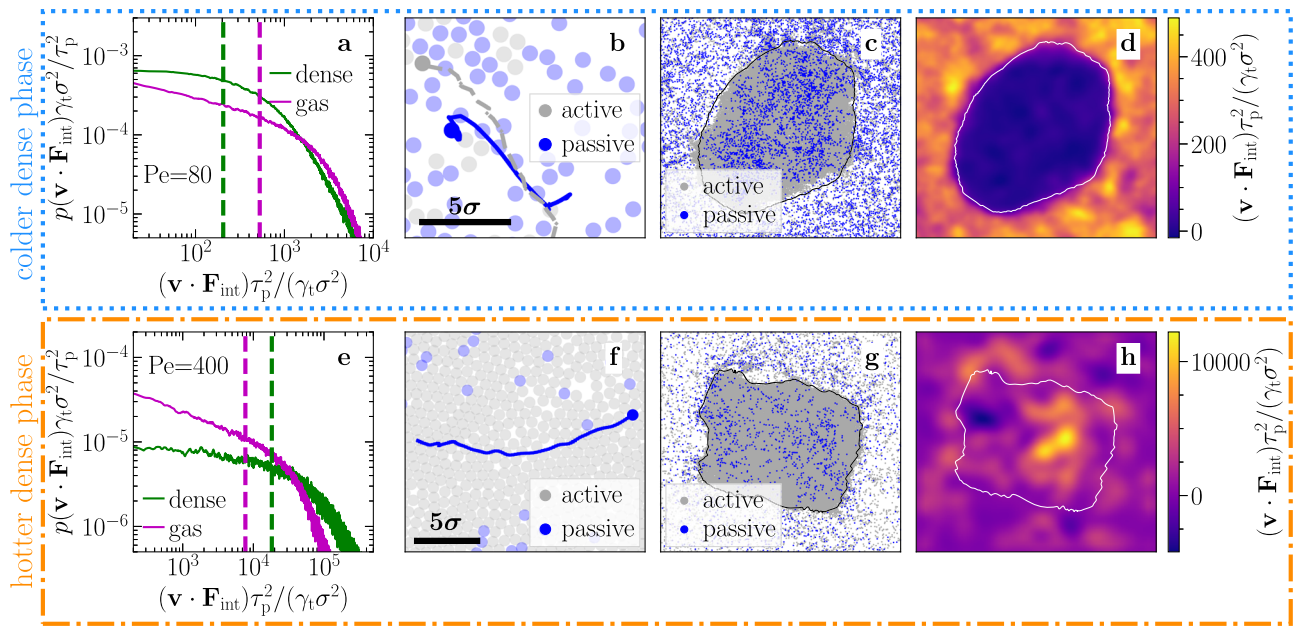 colder dense phase
a
10⁻³
10⁻⁴
10⁻⁵
p(v · F_int)γ_tσ²/τ_p²
dense
gas
Pe=80
10² 10³ 10⁴
(v · F_int)τ_p²/(γ_tσ²)
b
active
passive
5σ
c
active
passive
d
400
200
0
(v · F_int)τ_p²/(γ_tσ²)
hotter dense phase
e
10⁻⁴
10⁻⁵
10⁻⁶
p(v · F_int)γ_tσ²/τ_p²
Pe=400
dense
gas
10³ 10⁴ 10⁵
(v · F_int)τ_p²/(γ_tσ²)
f
active
passive
5σ
g
active
passive
h
10000
0
(v · F_int)τ_p²/(γ_tσ²)